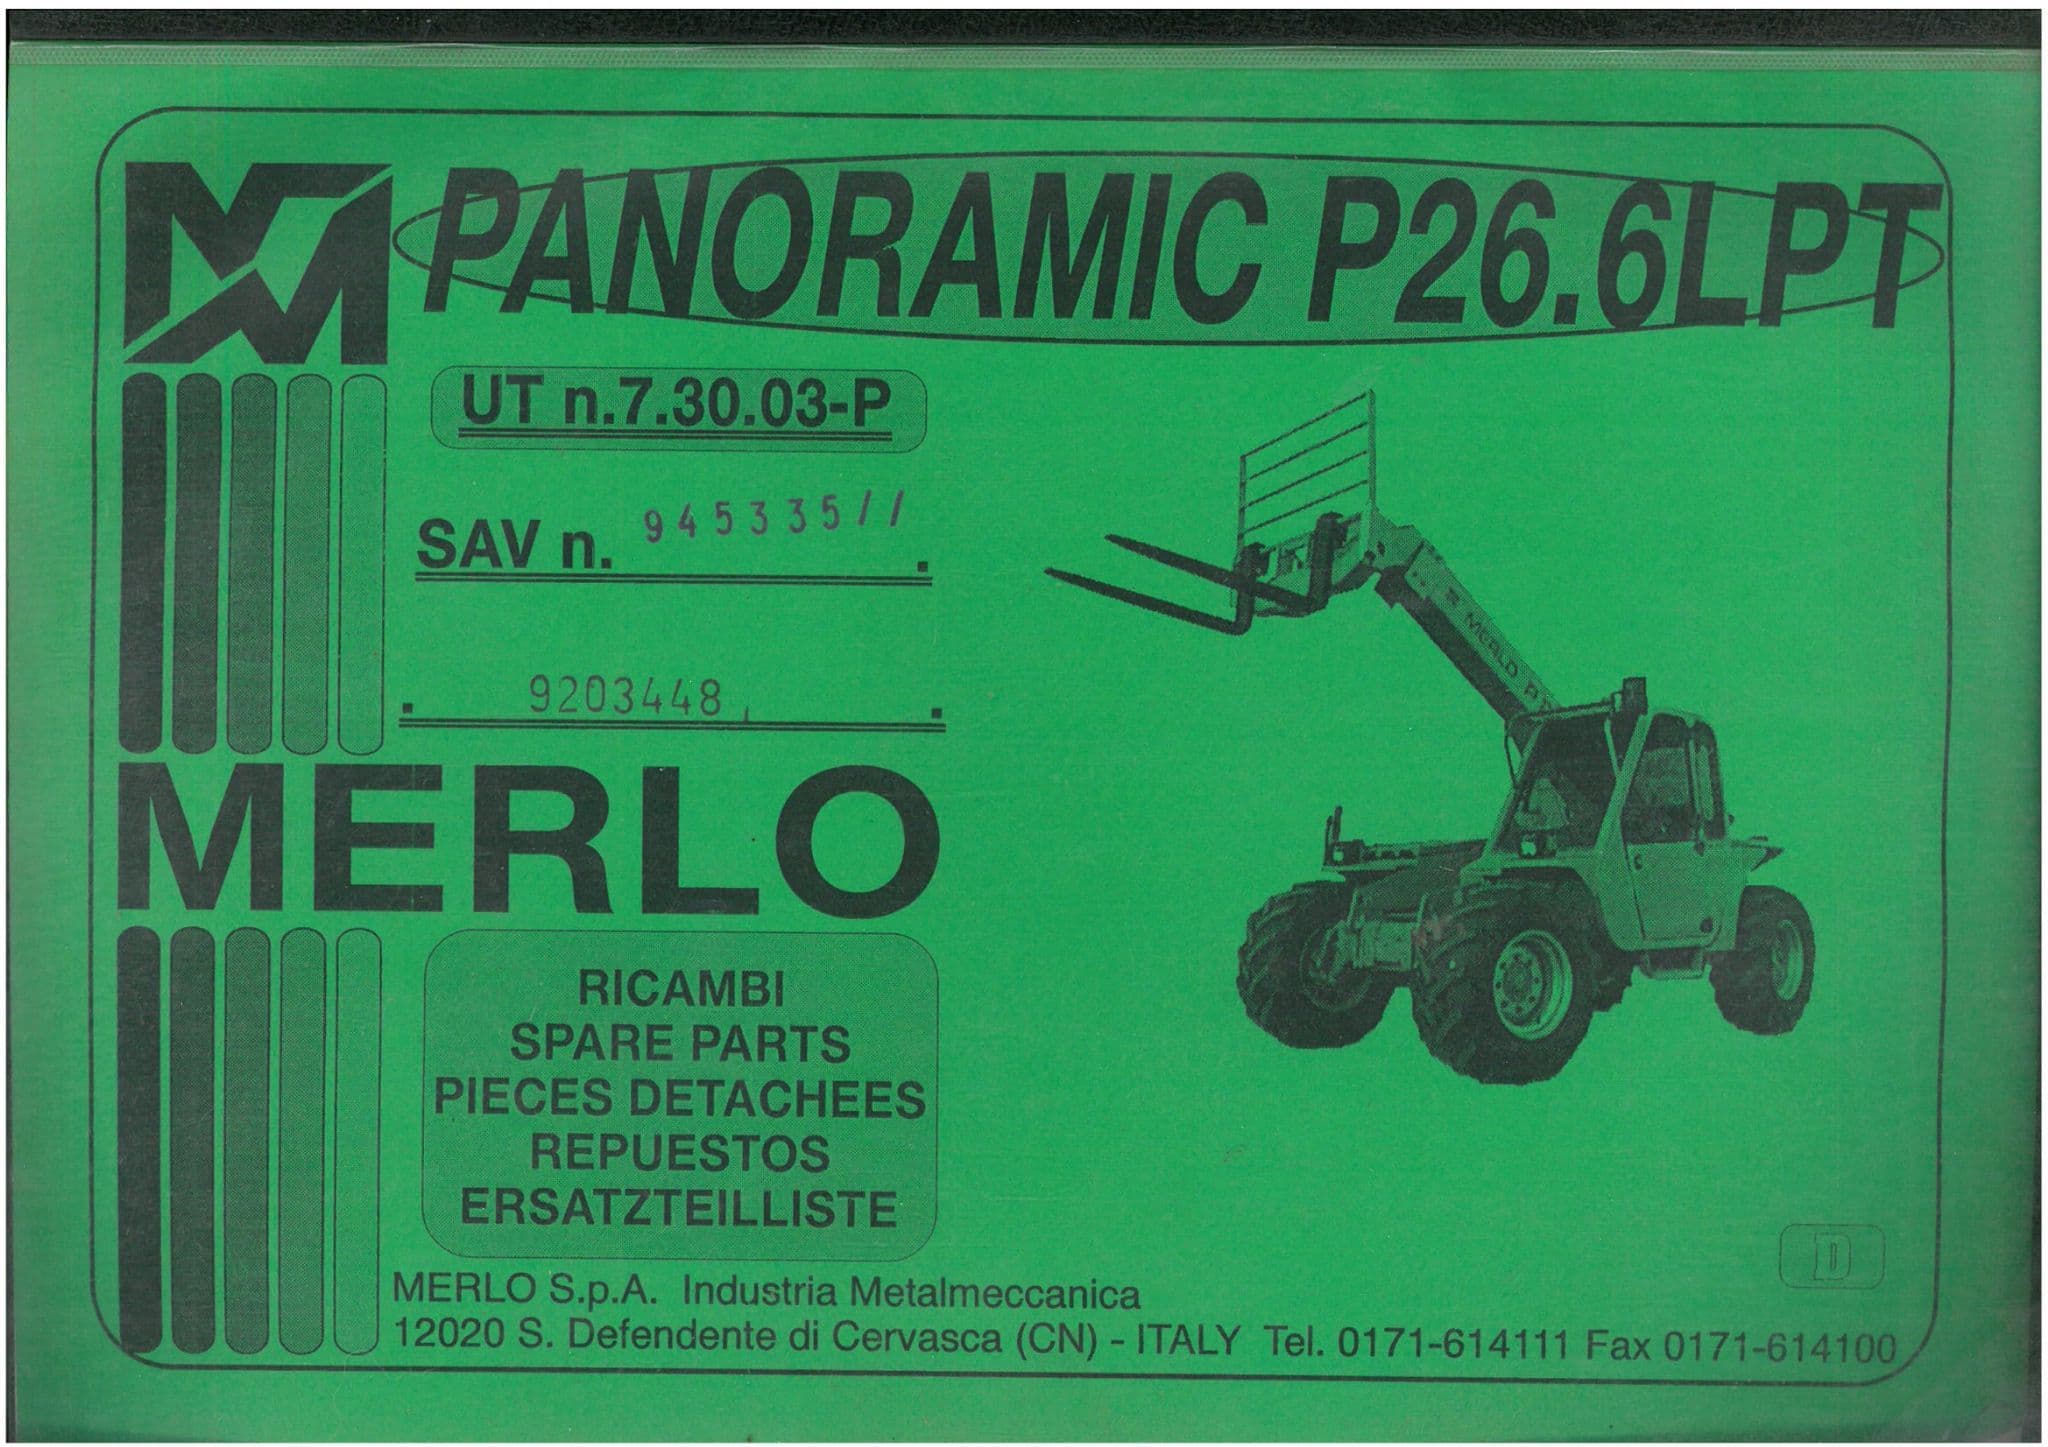 PANORAMIC P26.6LPT
UT n.7.30.03-P
SAV n. 945335// .
. 9203448 .
MERLO
RICAMBI
SPARE PARTS
PIECES DETACHEES
REPUESTOS
ERSATZTEILLISTE
MERLO P
D
MERLO S.p.A. Industria Metalmeccanica
12020 S. Defendente di Cervasca (CN) - ITALY Tel. 0171-614111 Fax 0171-614100